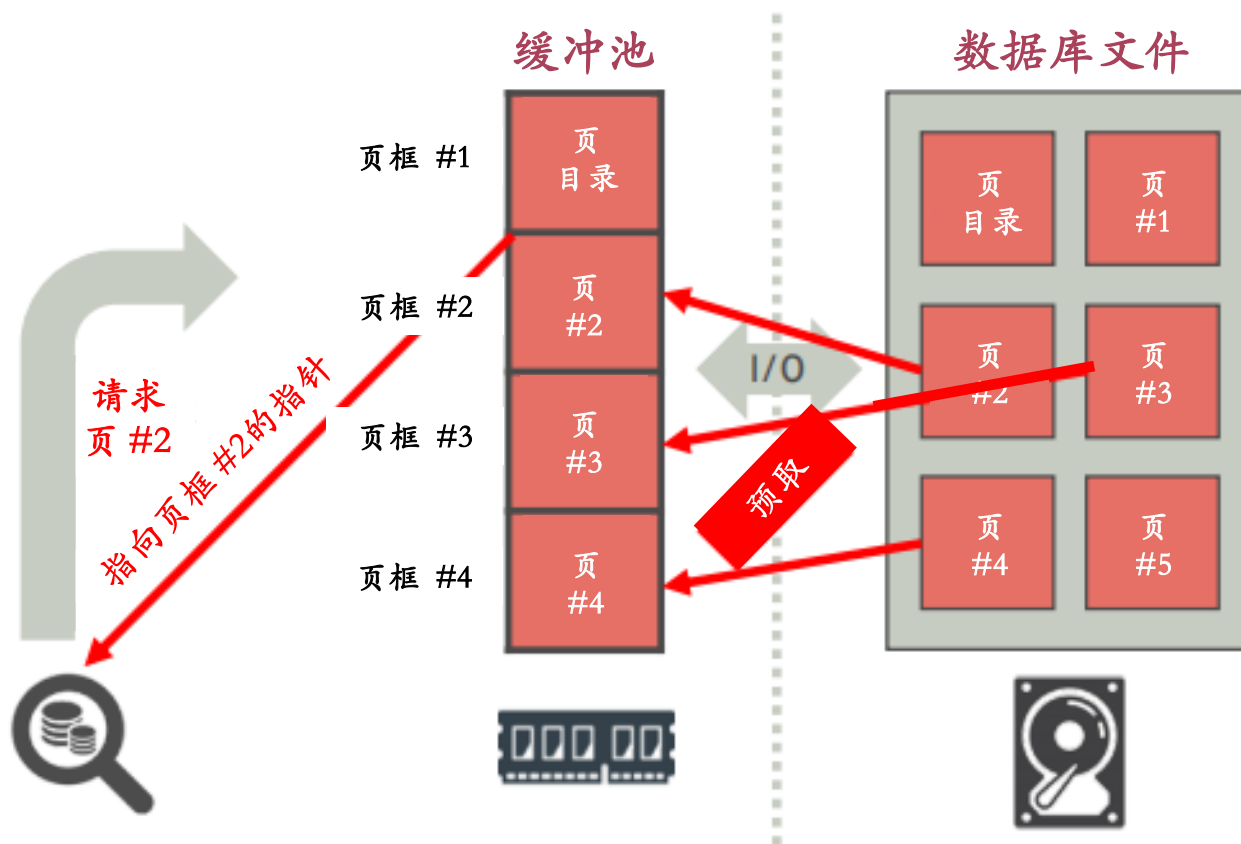 缓冲池
数据库文件
页框 #1
页
目录
页
目录
页
#1
页框 #2
页
#2
I/O
页
#2
页
#3
请求
页 #2
指向页框 #2的指针
页框 #3
页
#3
预取
页框 #4
页
#4
页
#4
页
#5